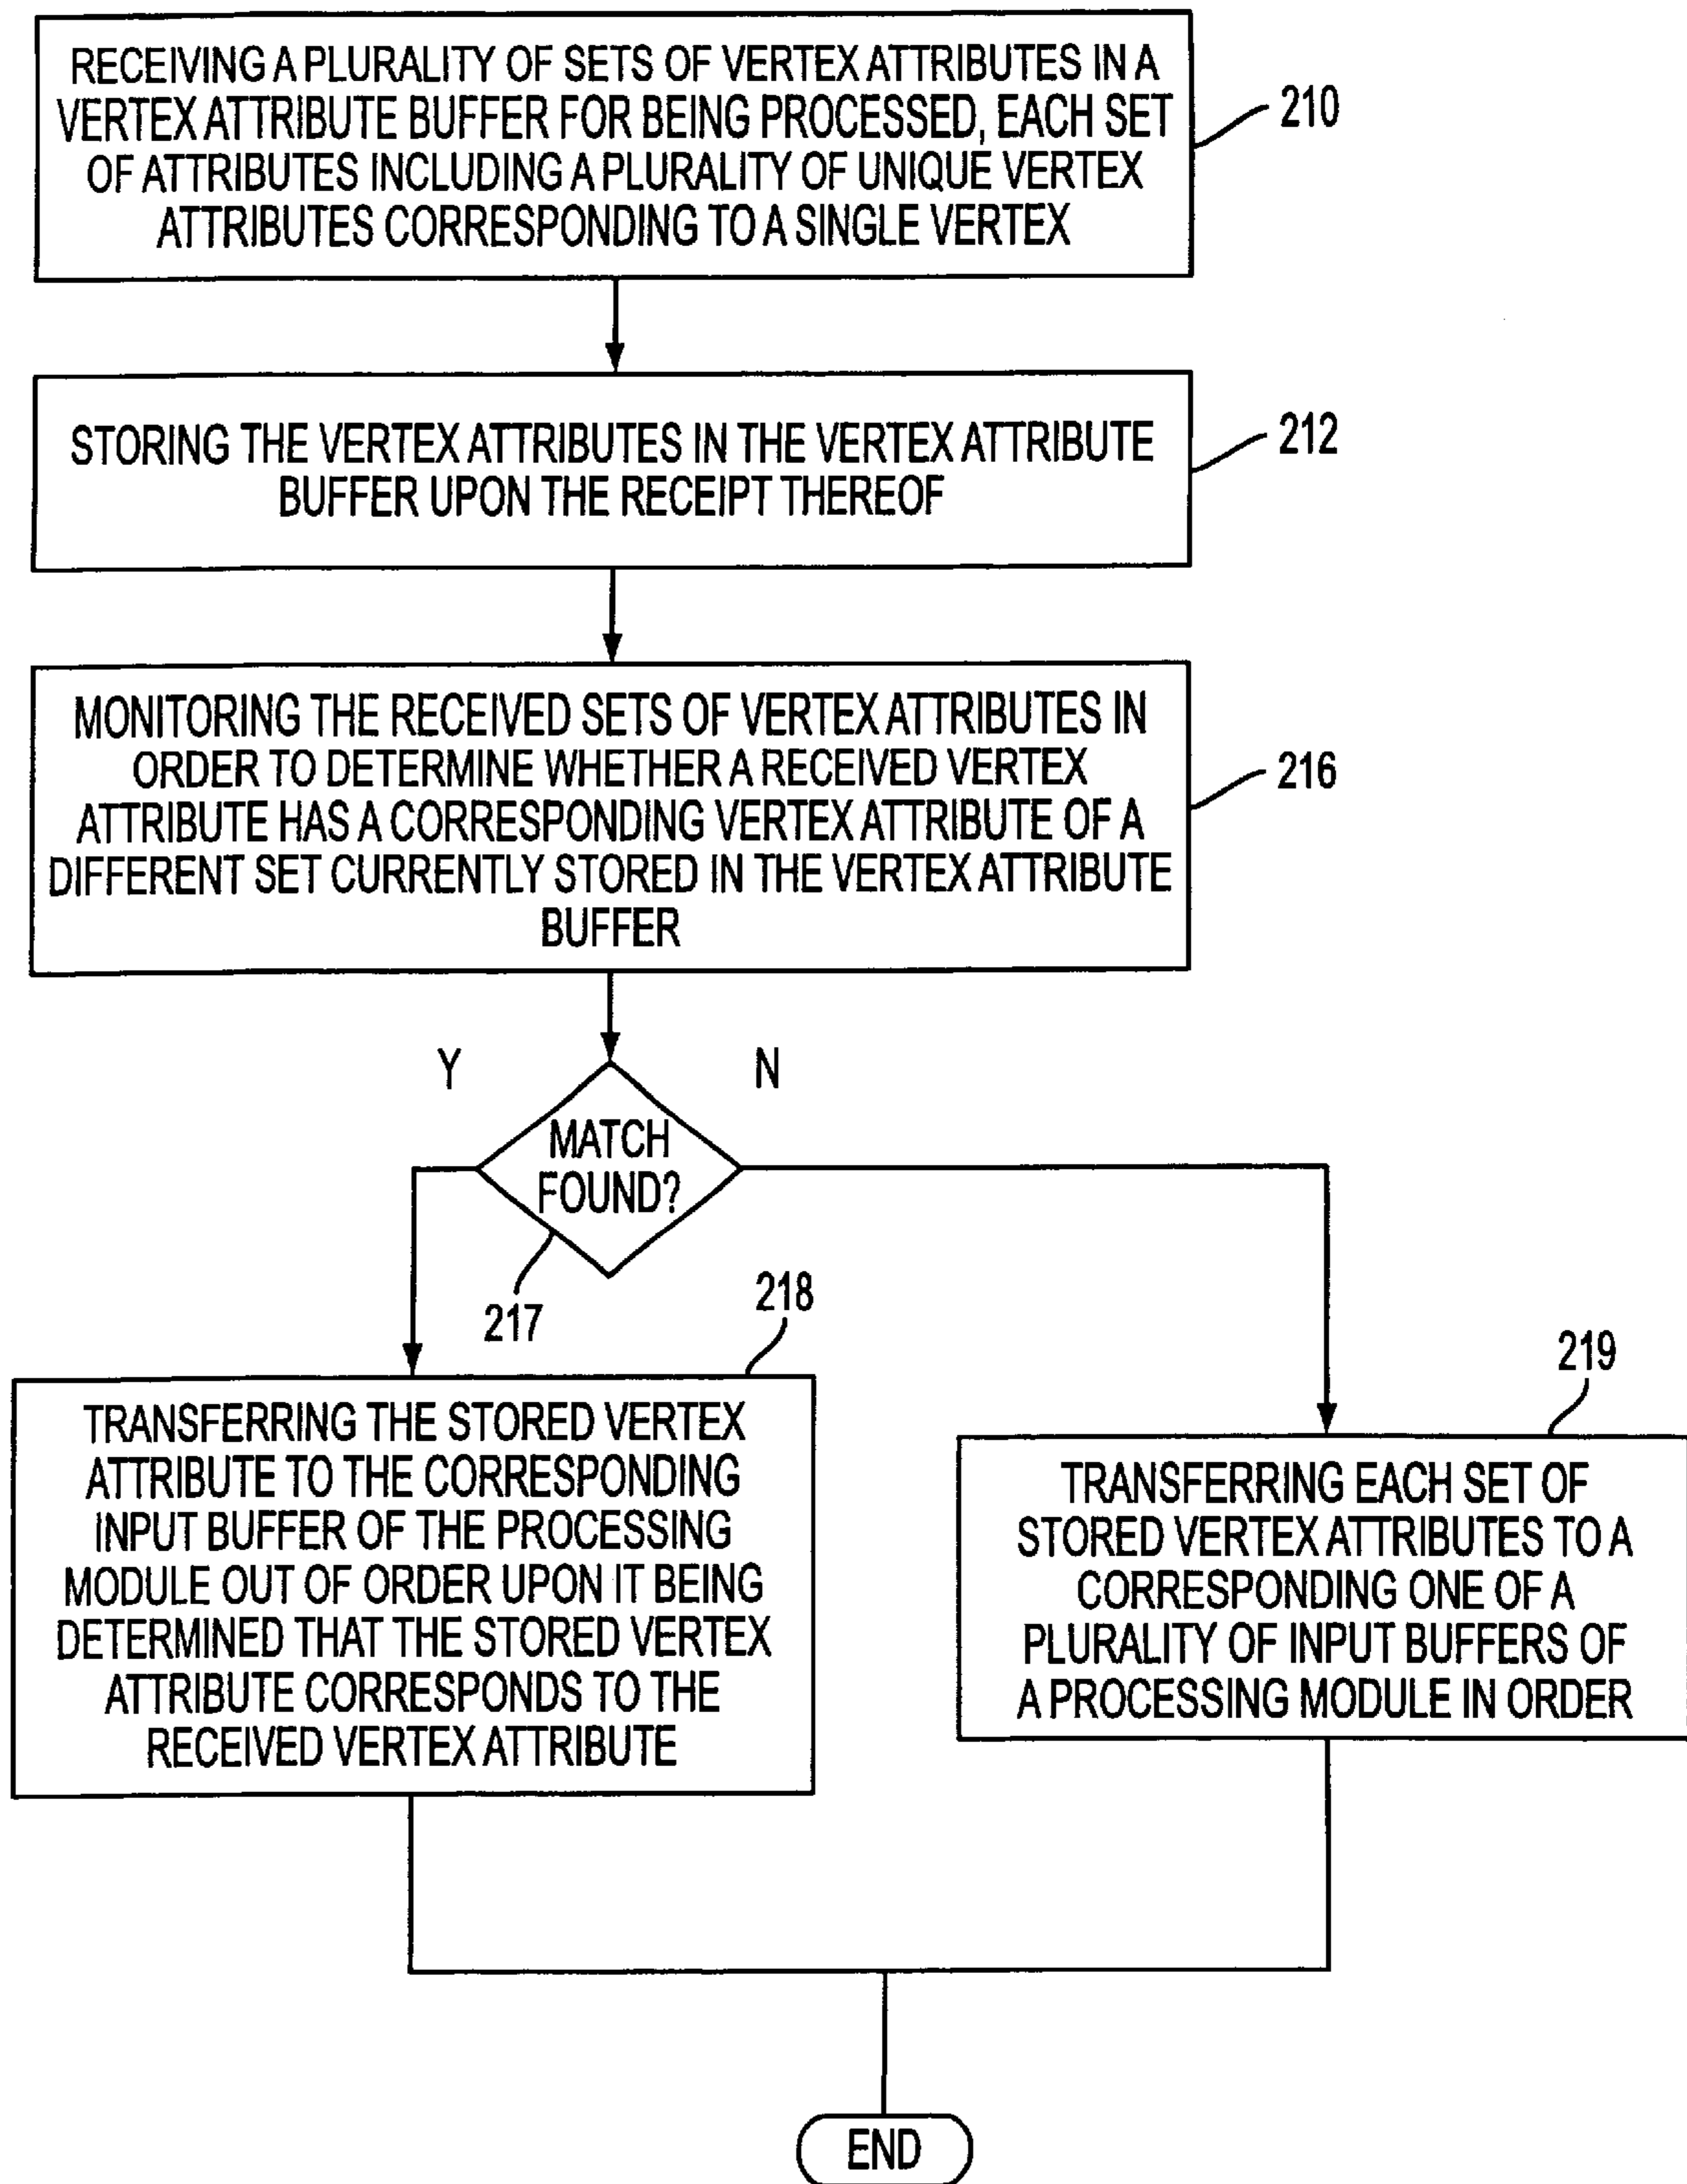 RECEIVING A PLURALITY OF SETS OF VERTEX ATTRIBUTES IN A
VERTEX ATTRIBUTE BUFFER FOR BEING PROCESSED, EACH SET
OF ATTRIBUTES INCLUDING A PLURALITY OF UNIQUE VERTEX
ATTRIBUTES CORRESPONDING TO A SINGLE VERTEX
210
STORING THE VERTEX ATTRIBUTES IN THE VERTEX ATTRIBUTE
BUFFER UPON THE RECEIPT THEREOF
212
MONITORING THE RECEIVED SETS OF VERTEX ATTRIBUTES IN
ORDER TO DETERMINE WHETHER A RECEIVED VERTEX
ATTRIBUTE HAS A CORRESPONDING VERTEX ATTRIBUTE OF A
DIFFERENT SET CURRENTLY STORED IN THE VERTEX ATTRIBUTE
BUFFER
216
Y
N
MATCH
FOUND?
217
218
TRANSFERRING THE STORED VERTEX
ATTRIBUTE TO THE CORRESPONDING
INPUT BUFFER OF THE PROCESSING
MODULE OUT OF ORDER UPON IT BEING
DETERMINED THAT THE STORED VERTEX
ATTRIBUTE CORRESPONDS TO THE
RECEIVED VERTEX ATTRIBUTE
219
TRANSFERRING EACH SET OF
STORED VERTEX ATTRIBUTES TO A
CORRESPONDING ONE OF A
PLURALITY OF INPUT BUFFERS OF
A PROCESSING MODULE IN ORDER
END